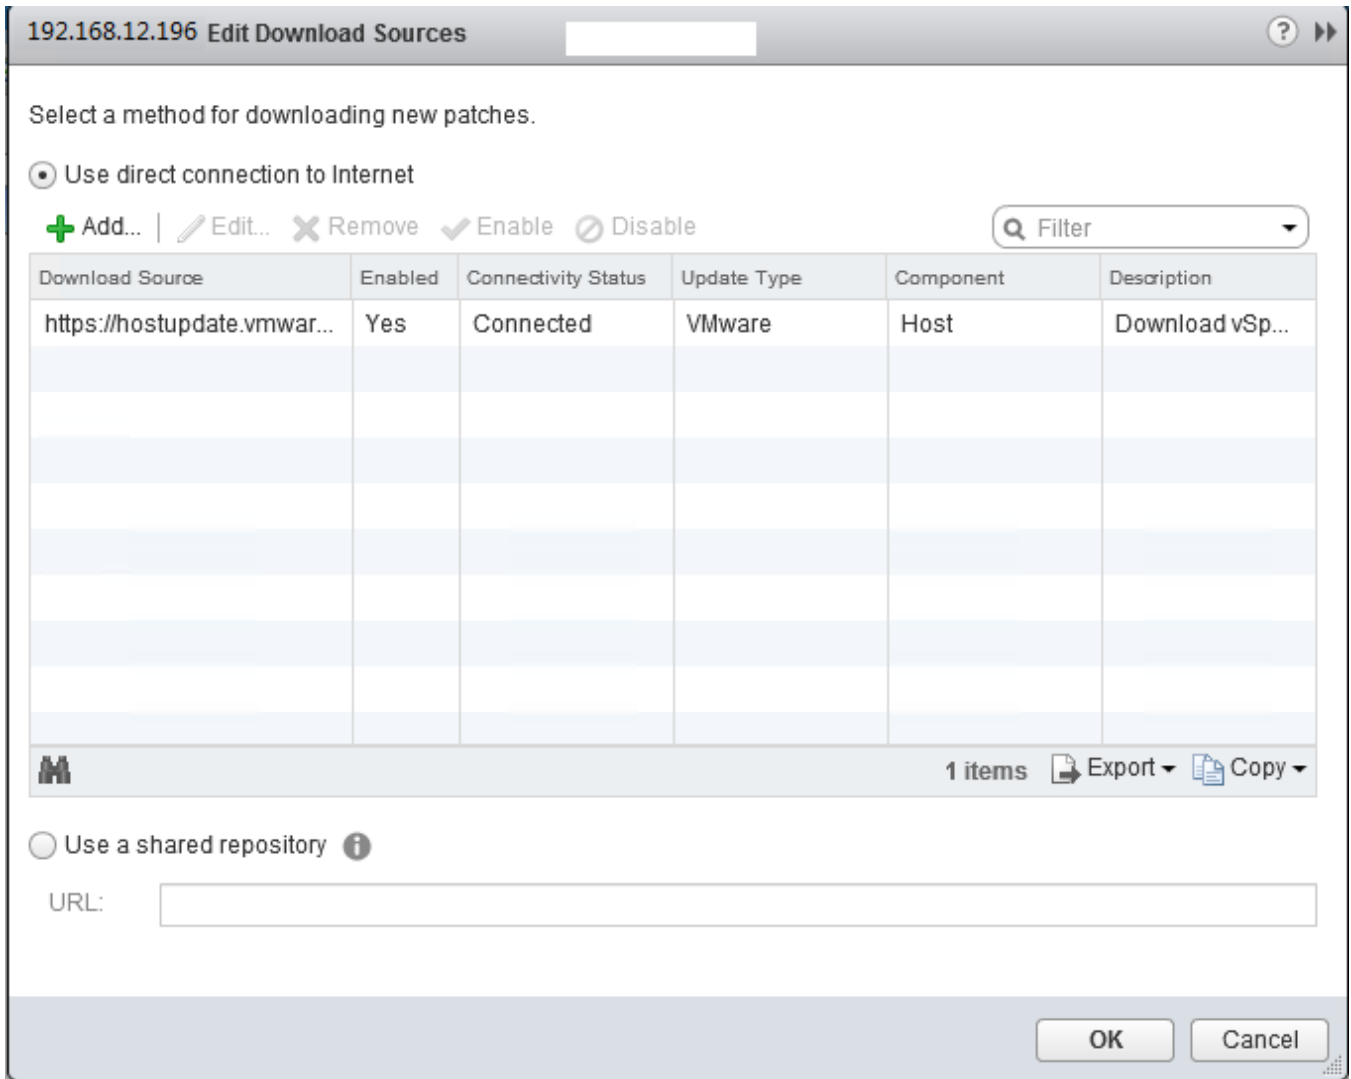 192.168.12.196 Edit Download Sources
Select a method for downloading new patches.
Use direct connection to Internet
Add... Edit... Remove Enable Disable Filter
Download Source Enabled Connectivity Status Update Type Component Description
https://hostupdate.vmwar... Yes Connected VMware Host Download vSp...
1 items Export Copy
Use a shared repository
URL:
OK Cancel